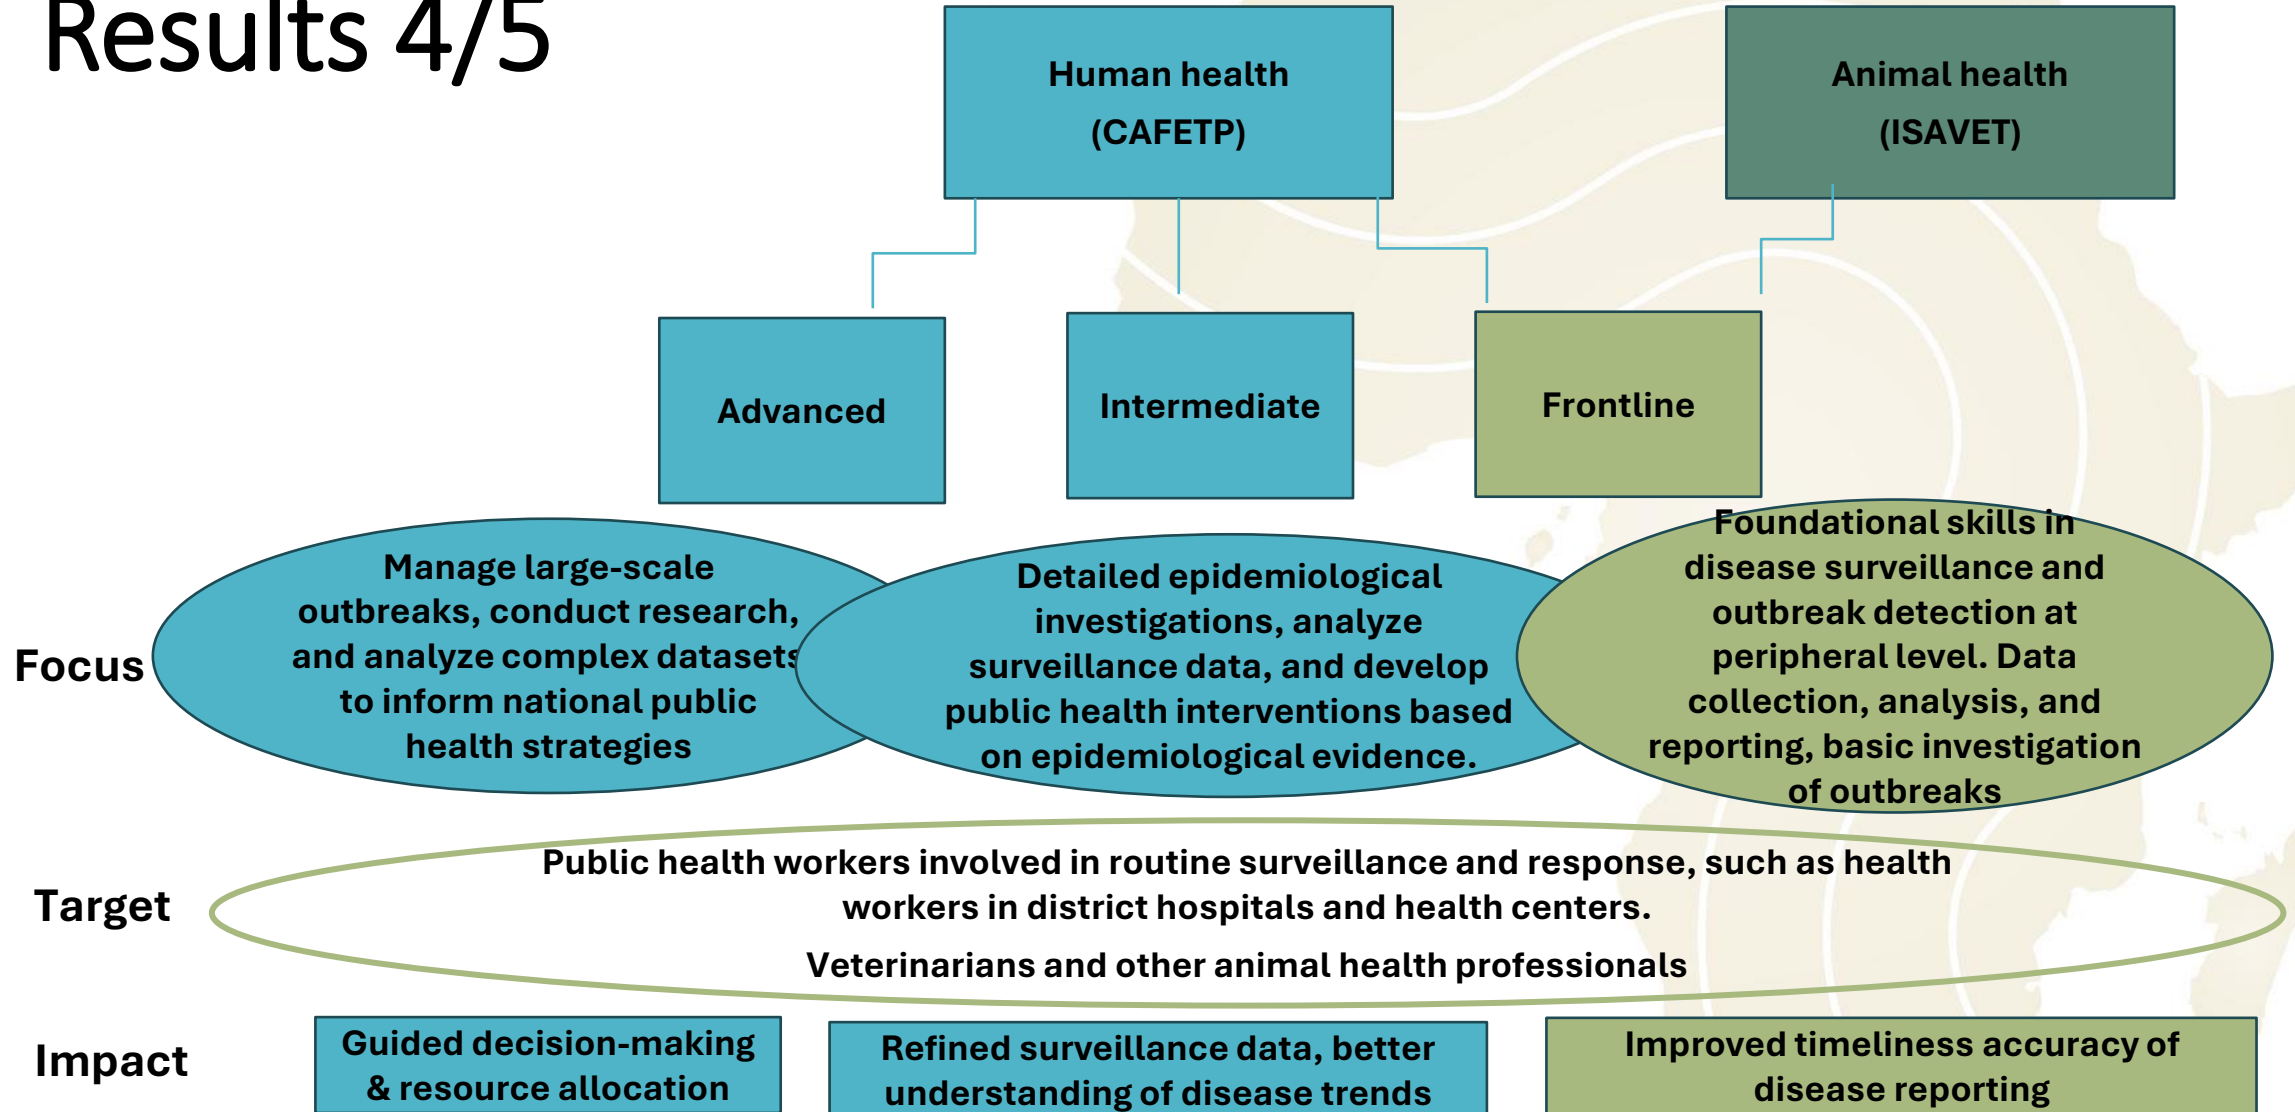 Results 4/5
Human health
(CAFETP)
Animal health
(ISAVET)
Advanced
Intermediate
Frontline
Focus
Manage large-scale
outbreaks, conduct research,
and analyze complex datasets
to inform national public
health strategies
Detailed epidemiological
investigations, analyze
surveillance data, and develop
public health interventions based
on epidemiological evidence.
Foundational skills in
disease surveillance and
outbreak detection at
peripheral level. Data
collection, analysis, and
reporting, basic investigation
of outbreaks
Target
Public health workers involved in routine surveillance and response, such as health
workers in district hospitals and health centers.
Veterinarians and other animal health professionals
Impact
Guided decision-making
& resource allocation
Refined surveillance data, better
understanding of disease trends
Improved timeliness accuracy of
disease reporting